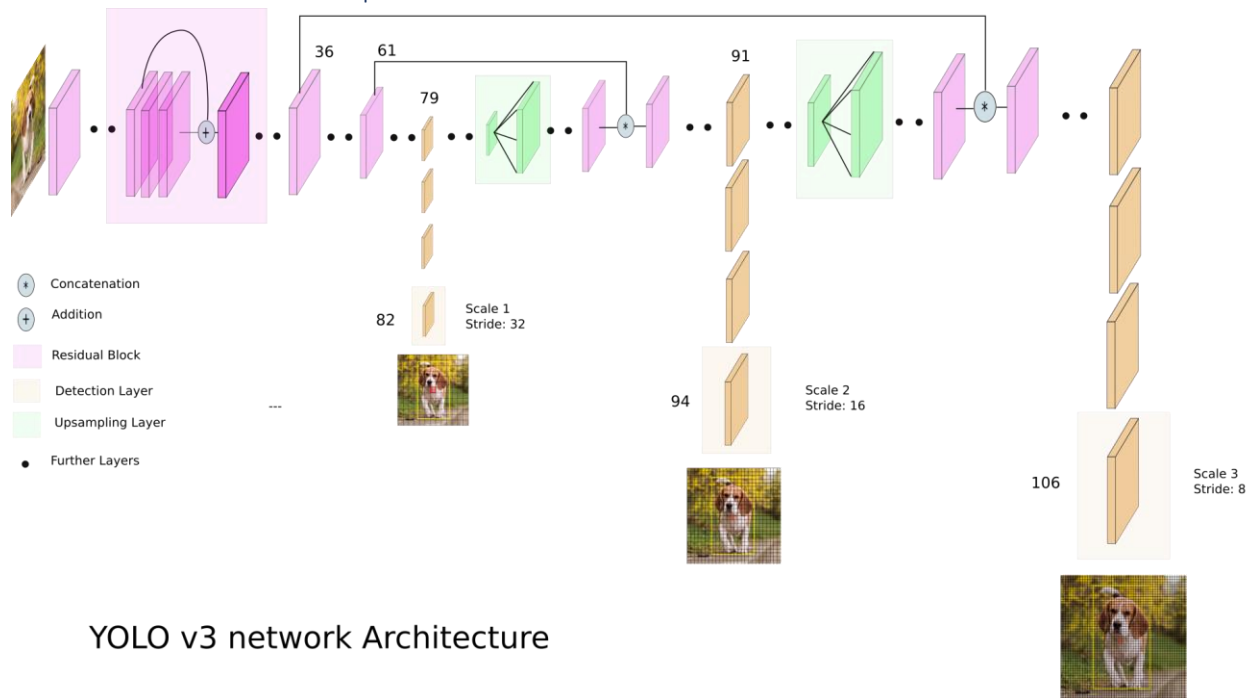 36
61
91
79
+
*
*
*
Concatenation
+
Addition
Residual Block
Detection Layer
Upsampling Layer
Further Layers
---
82
Scale 1
Stride: 32
94
Scale 2
Stride: 16
106
Scale 3
Stride: 8
YOLO v3 network Architecture